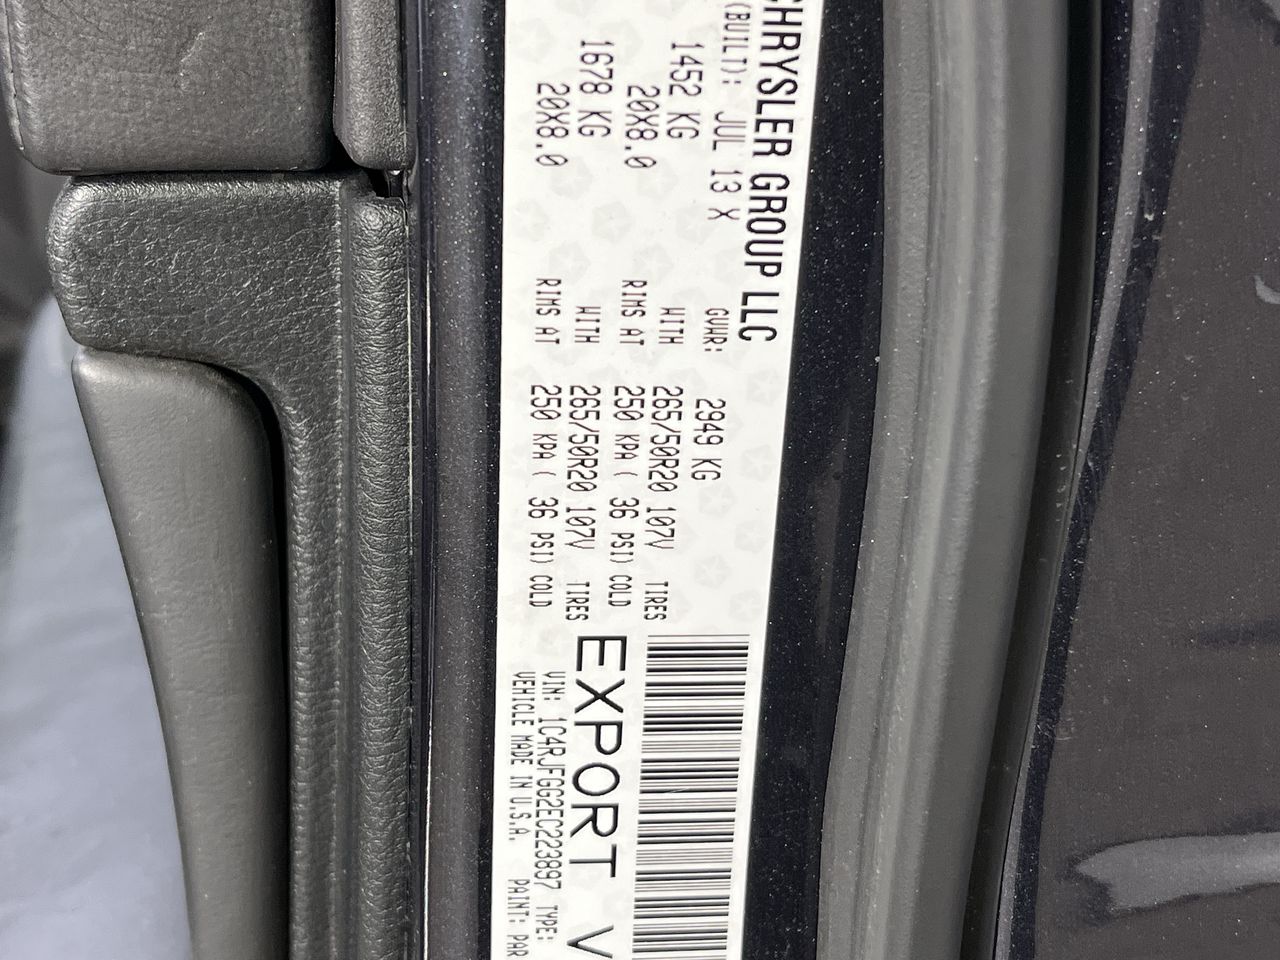 CHRYSLER GROUP LLC
(BUILT): JUL 13 X GVWR: 2949 KG
1452 KG WITH 265/50R20 107V TIRES
20X8.0 RIMS AT 250 KPA ( 36 PSI) COLD
1678 KG WITH 265/50R20 107V TIRES
20X8.0 RIMS AT 250 KPA ( 36 PSI) COLD
EXPORT V
VIN: 1C4RJFGG2EC223897 TYPE:
VEHICLE MADE IN U.S.A. PAINT: PAR